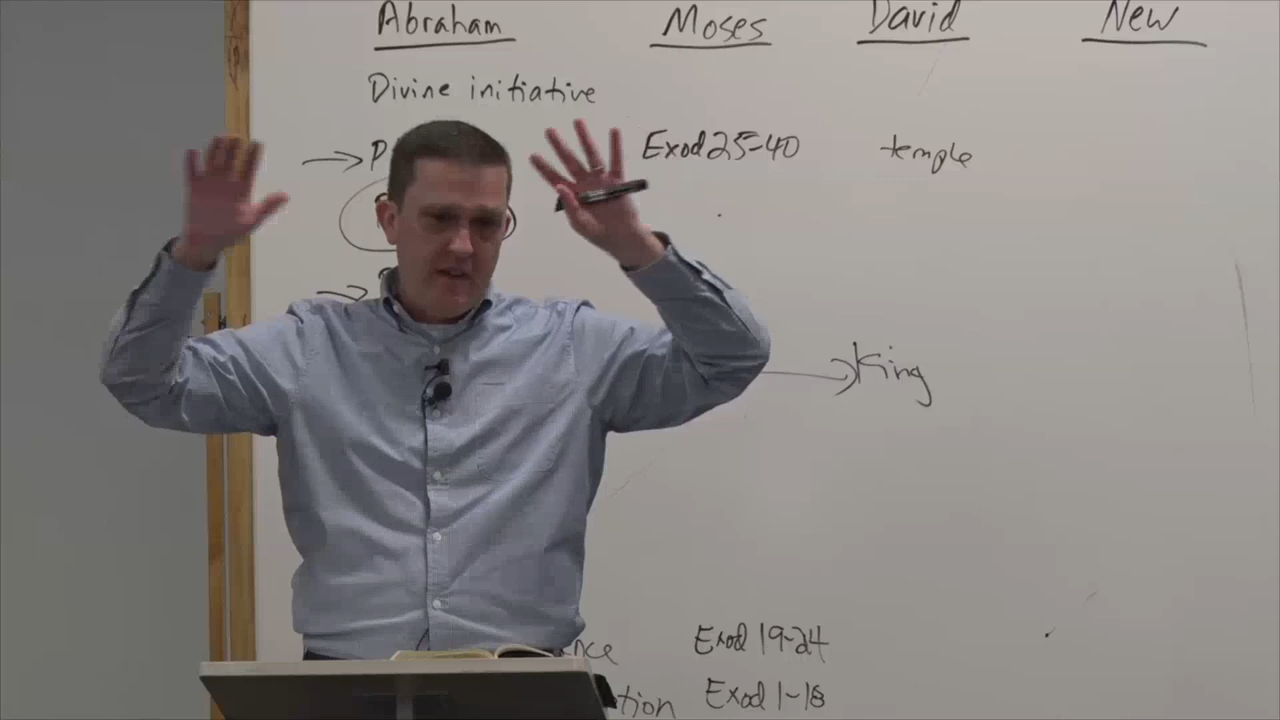 Abraham Moses David New
Divine initiative
Exod 25-40 temple
King
Exod 19-24
Exod 1-18